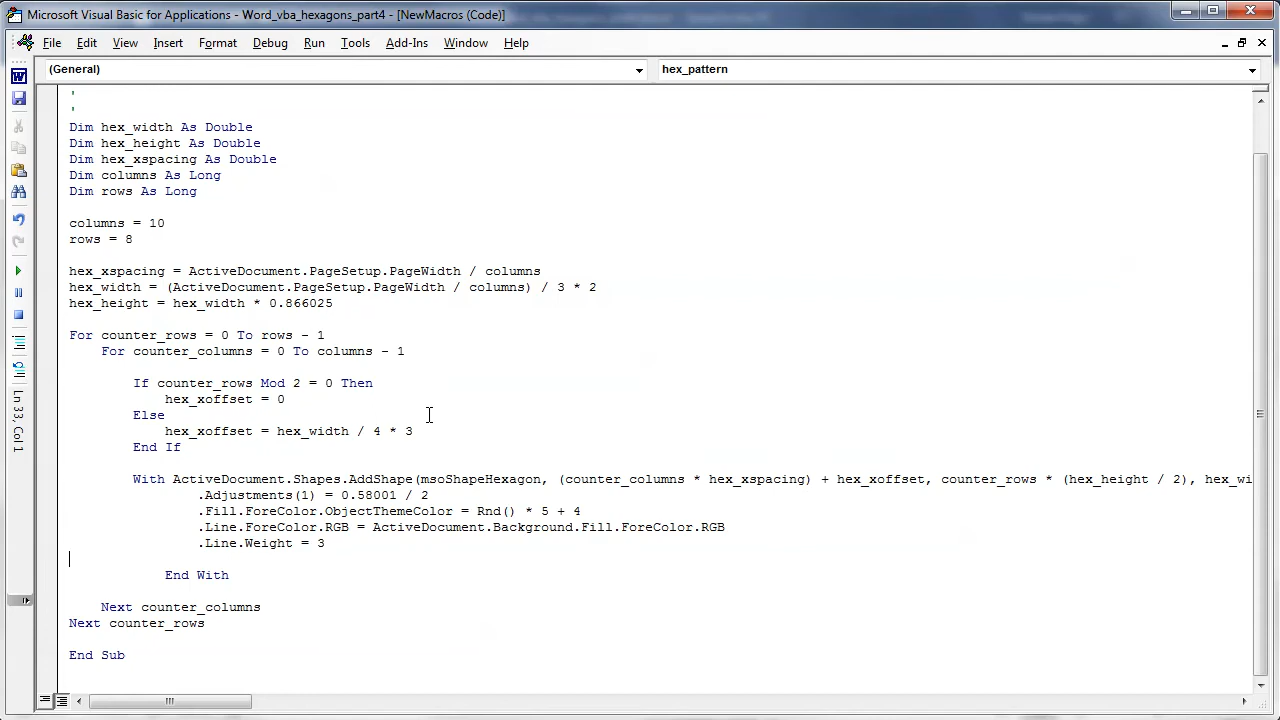 Microsoft Visual Basic for Applications - Word_vba_hexagons_part4 - [NewMacros (Code)]
File Edit View Insert Format Debug Run Tools Add-Ins Window Help
(General) hex_pattern
'
'
Dim hex_width As Double
Dim hex_height As Double
Dim hex_xspacing As Double
Dim columns As Long
Dim rows As Long
columns = 10
rows = 8
hex_xspacing = ActiveDocument.PageSetup.PageWidth / columns
hex_width = (ActiveDocument.PageSetup.PageWidth / columns) / 3 * 2
hex_height = hex_width * 0.866025
For counter_rows = 0 To rows - 1
For counter_columns = 0 To columns - 1
If counter_rows Mod 2 = 0 Then
hex_xoffset = 0
Else
hex_xoffset = hex_width / 4 * 3
End If
With ActiveDocument.Shapes.AddShape(msoShapeHexagon, (counter_columns * hex_xspacing) + hex_xoffset, counter_rows * (hex_height / 2), hex_wi
.Adjustments(1) = 0.58001 / 2
.Fill.ForeColor.ObjectThemeColor = Rnd() * 5 + 4
.Line.ForeColor.RGB = ActiveDocument.Background.Fill.ForeColor.RGB
.Line.Weight = 3
End With
Next counter_columns
Next counter_rows
End Sub
Ln 33, Col 1